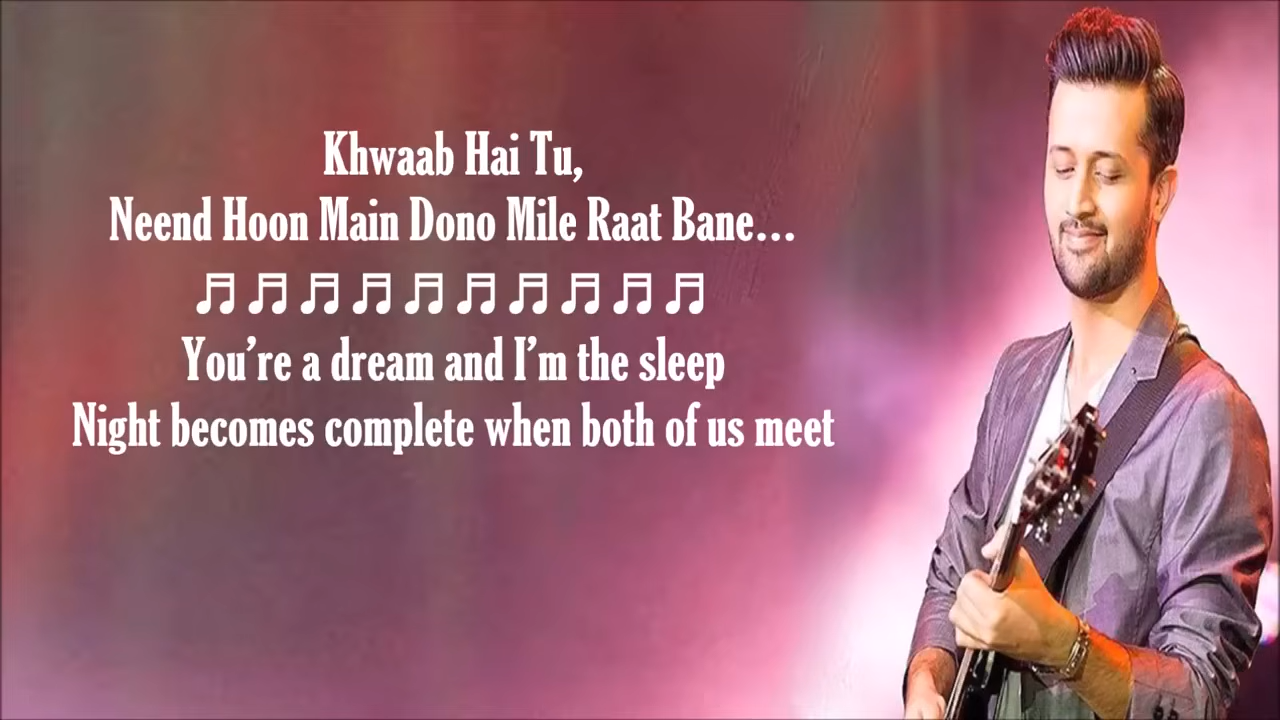 Khwaab Hai Tu,
Neend Hoon Main Dono Mile Raat Bane...
♬ ♬ ♬ ♬ ♬ ♬ ♬ ♬ ♬ ♬
You're a dream and I'm the sleep
Night becomes complete when both of us meet